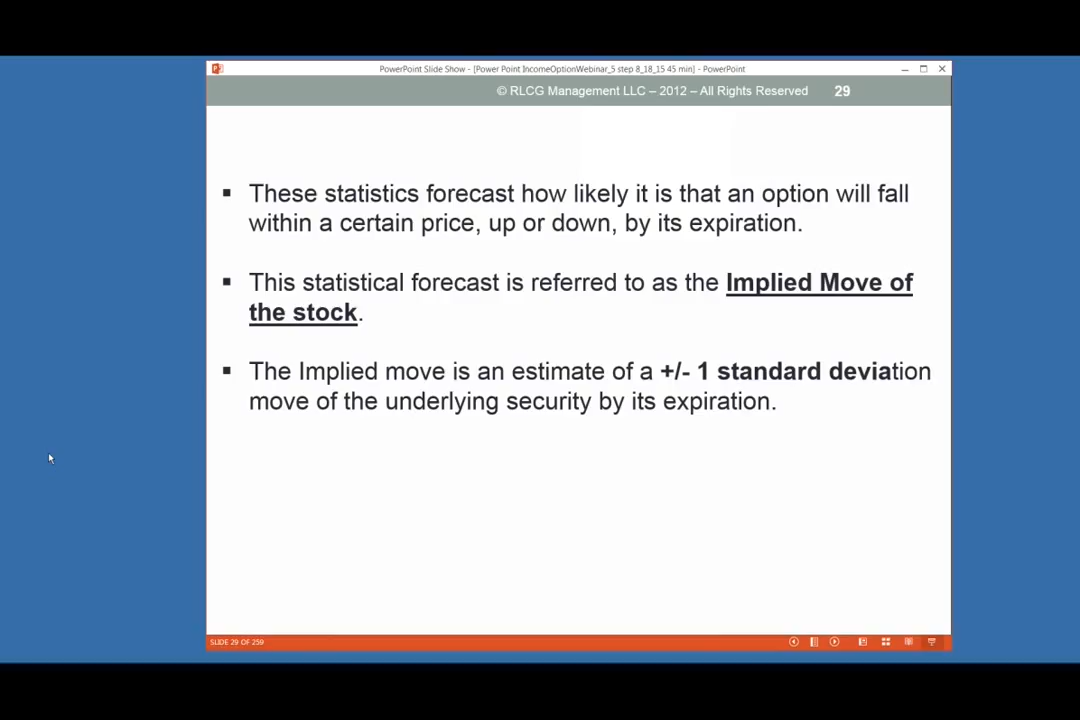 PowerPoint Slide Show - [Power Point IncomeOptionWebinar_5 step 8_18_15 45 min] - PowerPoint
© RLCG Management LLC – 2012 – All Rights Reserved 29
▪ These statistics forecast how likely it is that an option will fall
within a certain price, up or down, by its expiration.
▪ This statistical forecast is referred to as the Implied Move of
the stock.
▪ The Implied move is an estimate of a +/- 1 standard deviation
move of the underlying security by its expiration.
SLIDE 29 OF 259